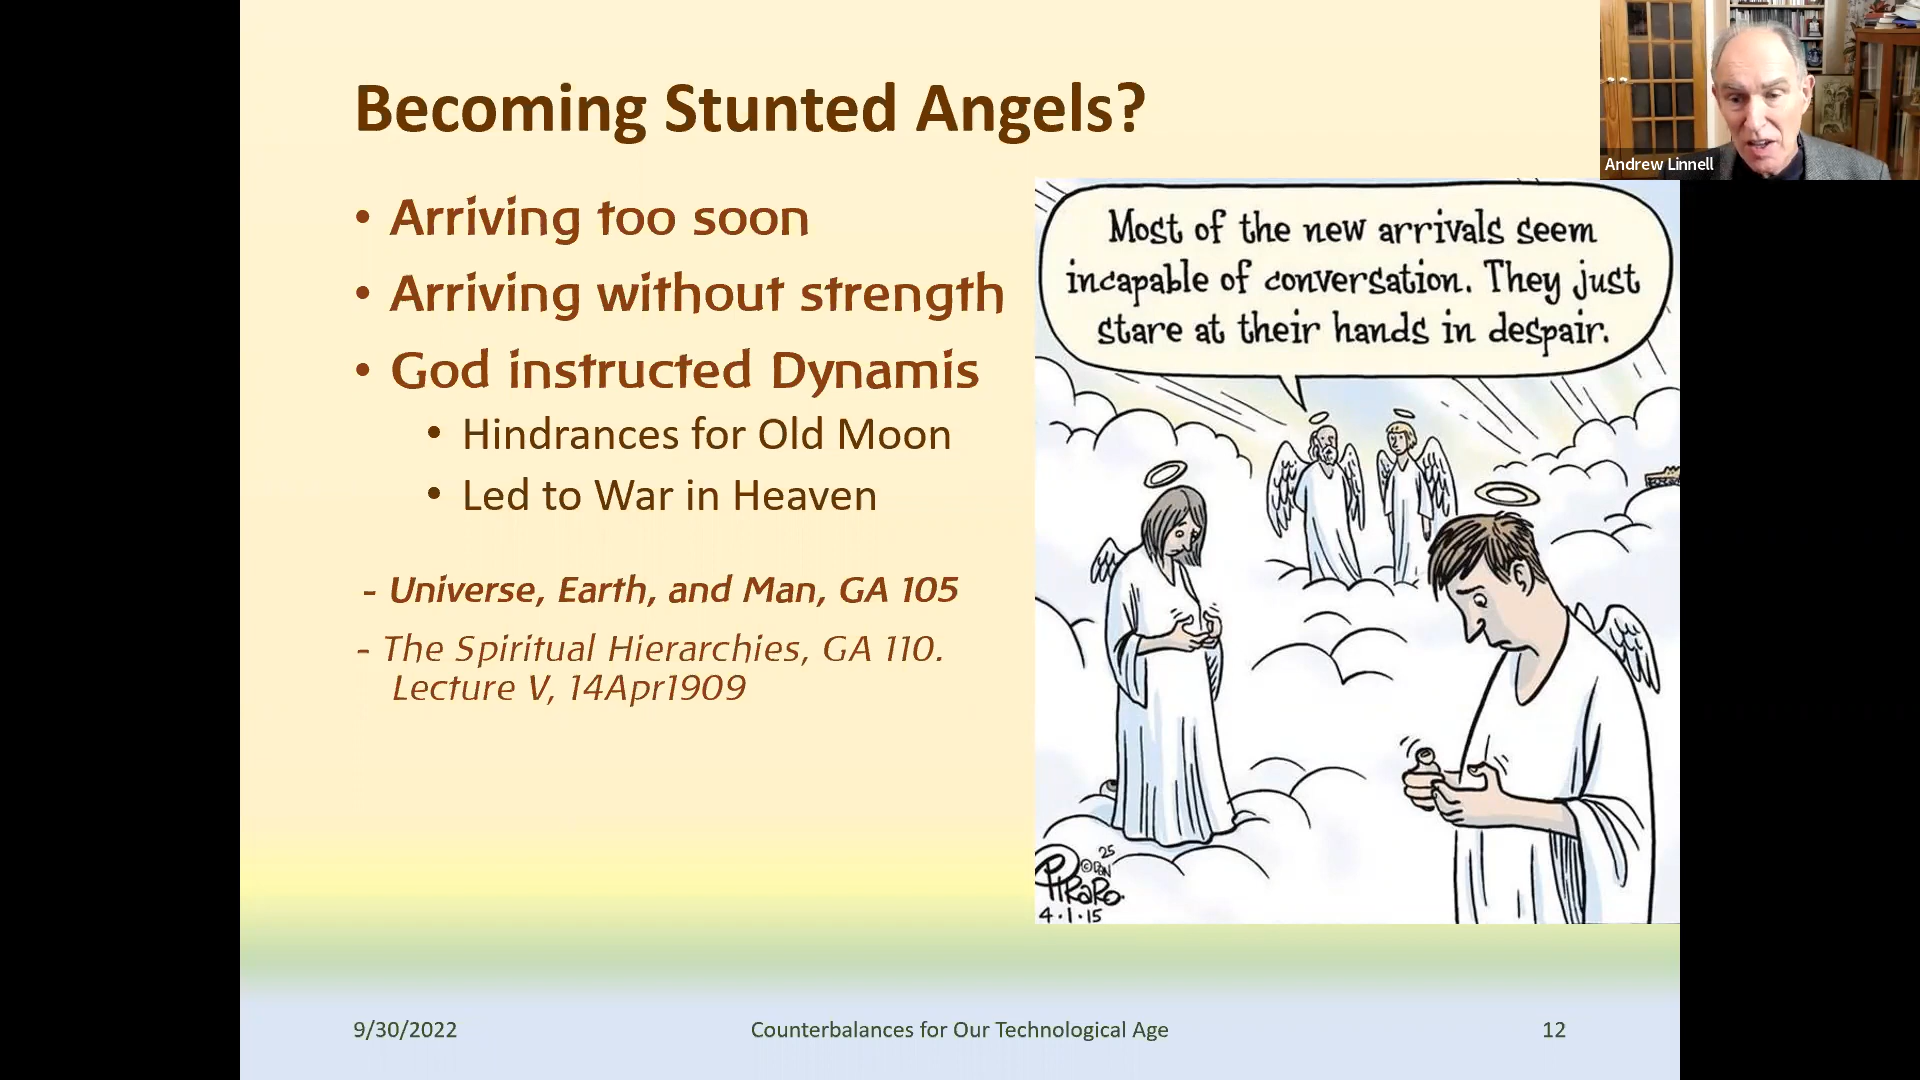 Becoming Stunted Angels?
• Arriving too soon
• Arriving without strength
• God instructed Dynamis
• Hindrances for Old Moon
• Led to War in Heaven
- Universe, Earth, and Man, GA 105
- The Spiritual Hierarchies, GA 110.
Lecture V, 14Apr1909
Most of the new arrivals seem
incapable of conversation. They just
stare at their hands in despair.
25
© Dan
Piraro.
4.1.15
Andrew Linnell
9/30/2022
Counterbalances for Our Technological Age
12